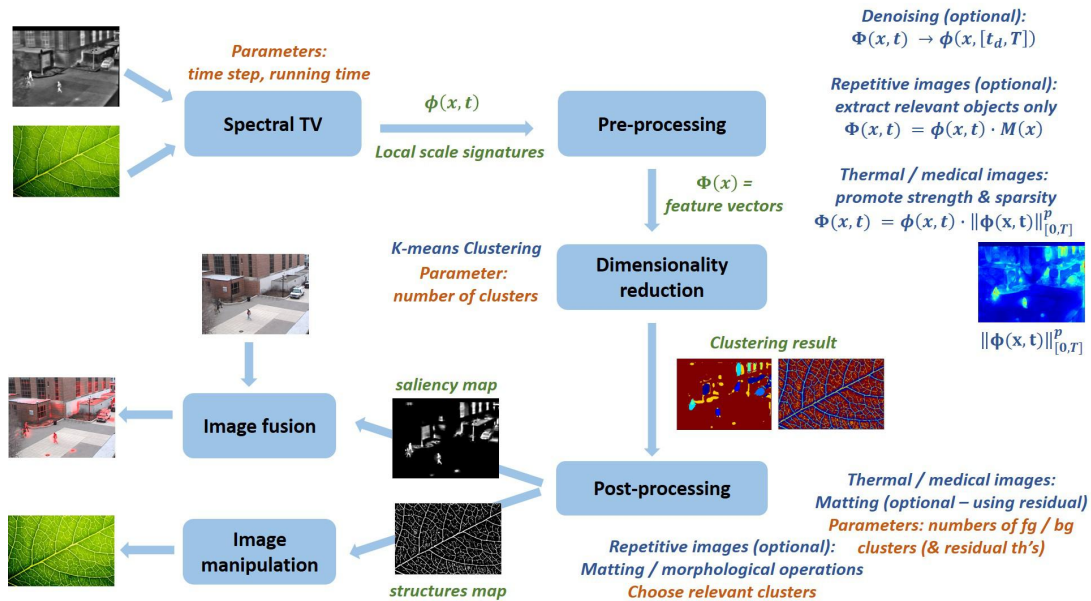 Parameters:
time step, running time
Spectral TV
ϕ(x, t)
Local scale signatures
Pre-processing
Denoising (optional):
Φ(x, t) → ϕ(x, [t_d, T])
Repetitive images (optional):
extract relevant objects only
Φ(x, t) = ϕ(x, t) · M(x)
Thermal / medical images:
promote strength & sparsity
Φ(x, t) = ϕ(x, t) · ‖ϕ(x, t)‖^p_[0,T]
‖ϕ(x, t)‖^p_[0,T]
Φ(x) =
feature vectors
K-means Clustering
Parameter:
number of clusters
Dimensionality
reduction
Clustering result
saliency map
Image fusion
Post-processing
Image
manipulation
structures map
Repetitive images (optional):
Matting / morphological operations
Choose relevant clusters
Thermal / medical images:
Matting (optional – using residual)
Parameters: numbers of fg / bg
clusters (& residual th's)